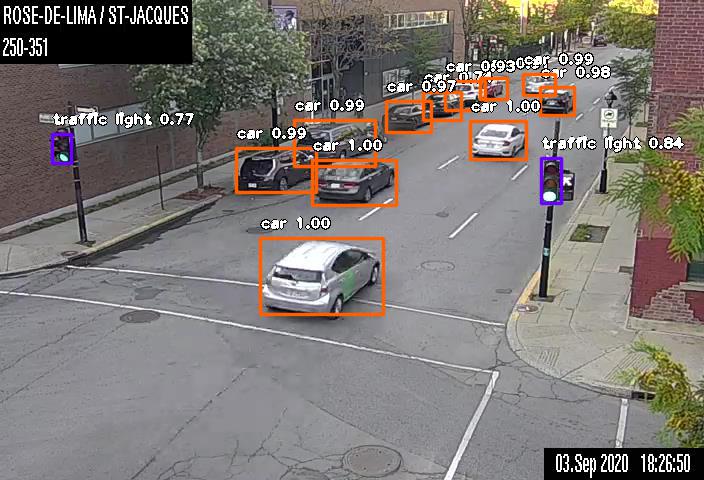 ROSE-DE-LIMA / ST-JACQUES
250-351
car 0.99
car 0.98
car 0.97
car 0.99
car 1.00
traffic light 0.77
car 0.99
car 1.00
traffic light 0.84
car 1.00
03.Sep 2020 18:26:50